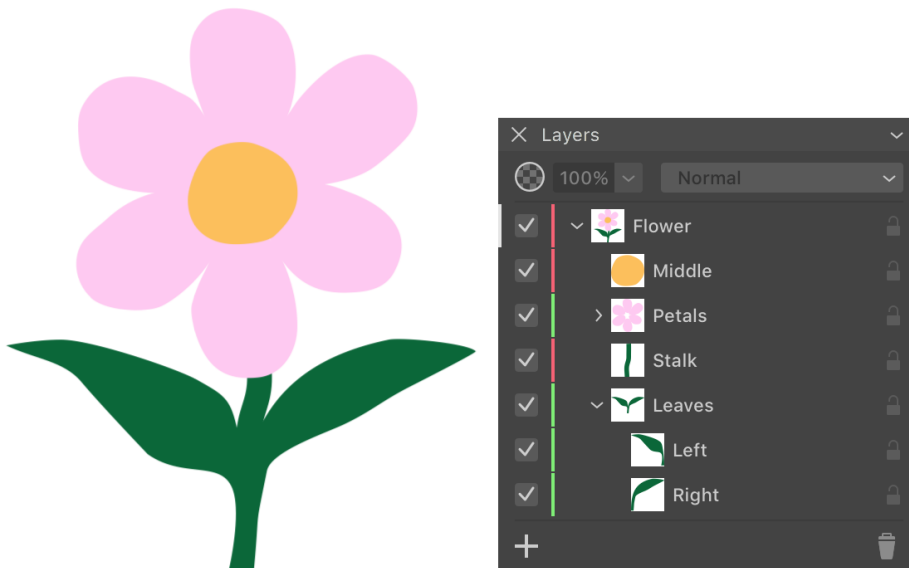 Layers
100%
Normal
Flower
Middle
Petals
Stalk
Leaves
Left
Right